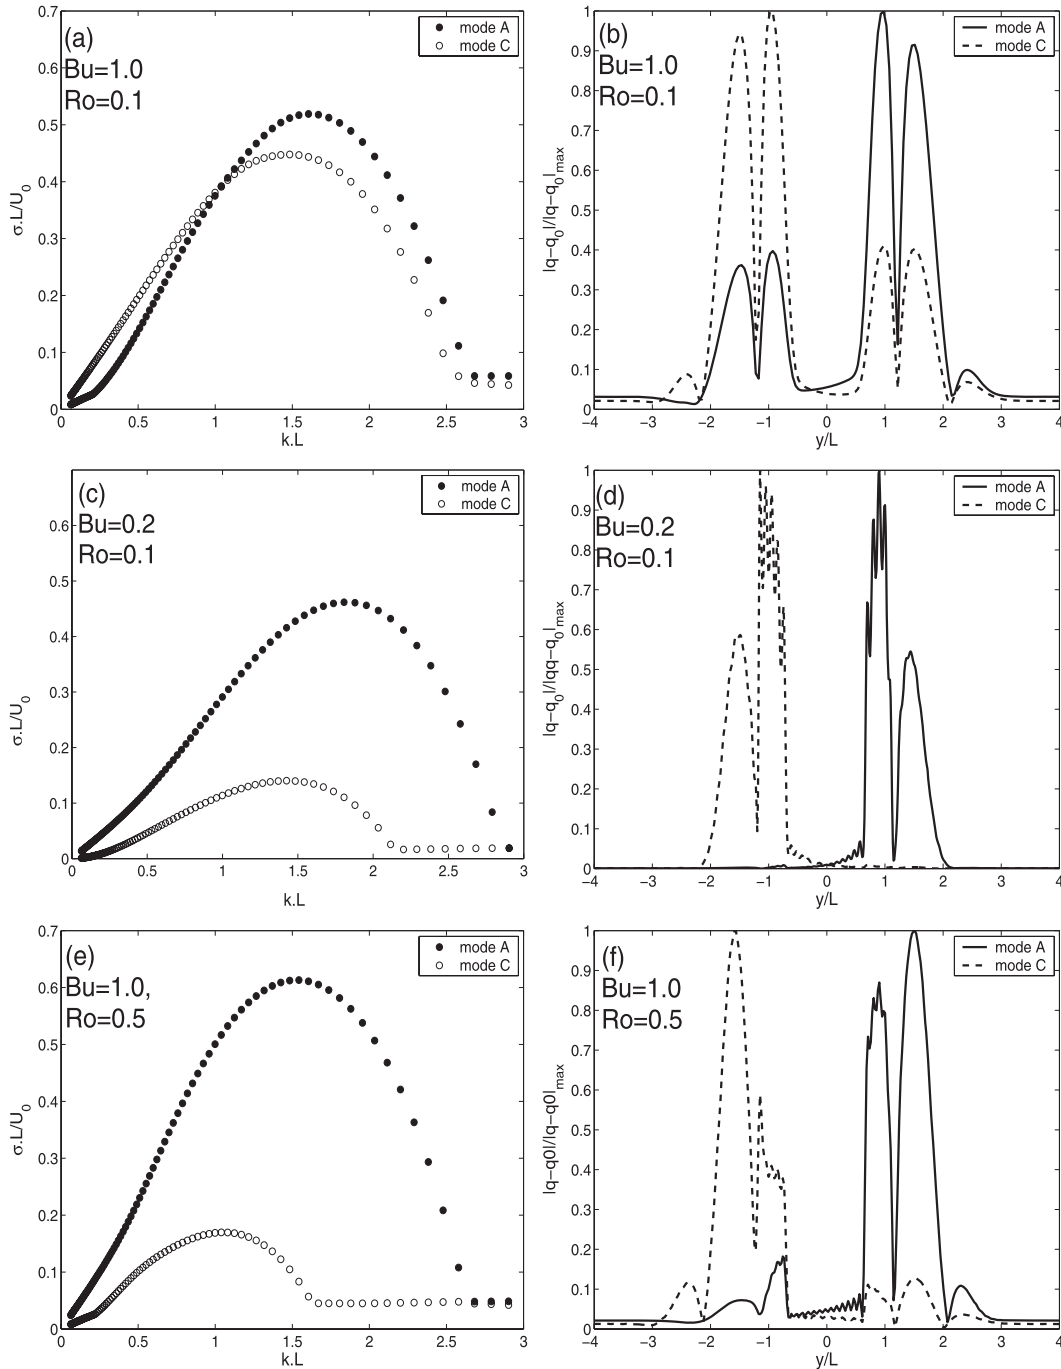 (a)
Bu=1.0
Ro=0.1
mode A
mode C
0.7
0.6
0.5
0.4
0.3
0.2
0.1
0
σ.L/U0
0 0.5 1 1.5 2 2.5 3
k.L
(b)
Bu=1.0
Ro=0.1
mode A
mode C
1
0.9
0.8
0.7
0.6
0.5
0.4
0.3
0.2
0.1
0
|q−q0|/|q−q0|max
−4 −3 −2 −1 0 1 2 3 4
y/L
(c)
Bu=0.2
Ro=0.1
mode A
mode C
0.6
0.5
0.4
0.3
0.2
0.1
0
σ.L/U0
0 0.5 1 1.5 2 2.5 3
k.L
(d)
Bu=0.2
Ro=0.1
mode A
mode C
1
0.9
0.8
0.7
0.6
0.5
0.4
0.3
0.2
0.1
0
|q−q0|/|qq−q0|max
−4 −3 −2 −1 0 1 2 3 4
y/L
(e)
Bu=1.0,
Ro=0.5
mode A
mode C
0.7
0.6
0.5
0.4
0.3
0.2
0.1
0
σ.L/U0
0 0.5 1 1.5 2 2.5 3
k.L
(f)
Bu=1.0
Ro=0.5
mode A
mode C
1
0.9
0.8
0.7
0.6
0.5
0.4
0.3
0.2
0.1
0
|q−q0|/|q−q0|max
−4 −3 −2 −1 0 1 2 3 4
y/L